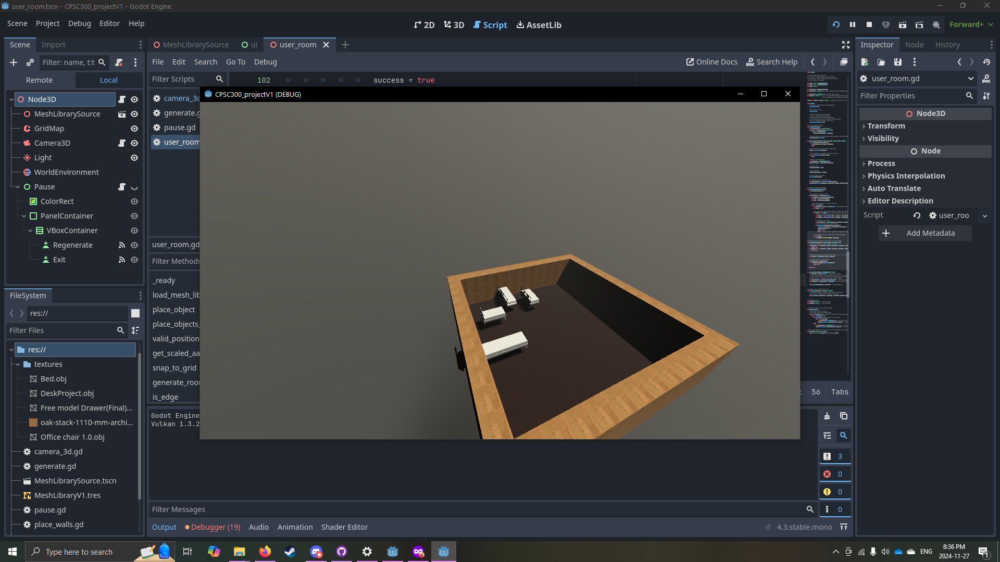 user_room.tscn - CPSC300_projectV1 - Godot Engine
Scene Project Debug Editor Help
2D 3D Script AssetLib
Forward+
Scene Import
MeshLibrarySource ui user_room
Inspector Node History
Filter: name, t:t
File Edit Search Go To Debug
Online Docs Search Help
Remote Local
Filter Scripts
102 success = true
user_room.gd
Filter Properties
CPSC300_projectV1 (DEBUG)
Node3D
MeshLibrarySource
GridMap
Camera3D
Light
WorldEnvironment
Pause
ColorRect
PanelContainer
VBoxContainer
Regenerate
Exit
camera_3d
generate.g
pause.gd
user_room
user_room.gd
Filter Methods
_ready
load_mesh_lib
place_object
place_objects_
valid_position
get_scaled_aa
snap_to_grid
generate_roo
is_edge
Node3D
Transform
Visibility
Node
Process
Physics Interpolation
Auto Translate
Editor Description
Script user_roo
Add Metadata
: 56 Tabs
FileSystem
res://
Filter Files
res://
textures
Bed.obj
DeskProject.obj
Free model Drawer(Final)...
oak-stack-1110-mm-archi...
Office chair 1.0.obj
camera_3d.gd
generate.gd
MeshLibrarySource.tscn
MeshLibraryV1.tres
pause.gd
place_walls.gd
Godot Engine
Vulkan 1.3.2
3
0
0
0
Filter Messages
Output Debugger (19) Audio Animation Shader Editor
4.3.stable.mono
Type here to search
ENG
8:36 PM
2024-11-27
1